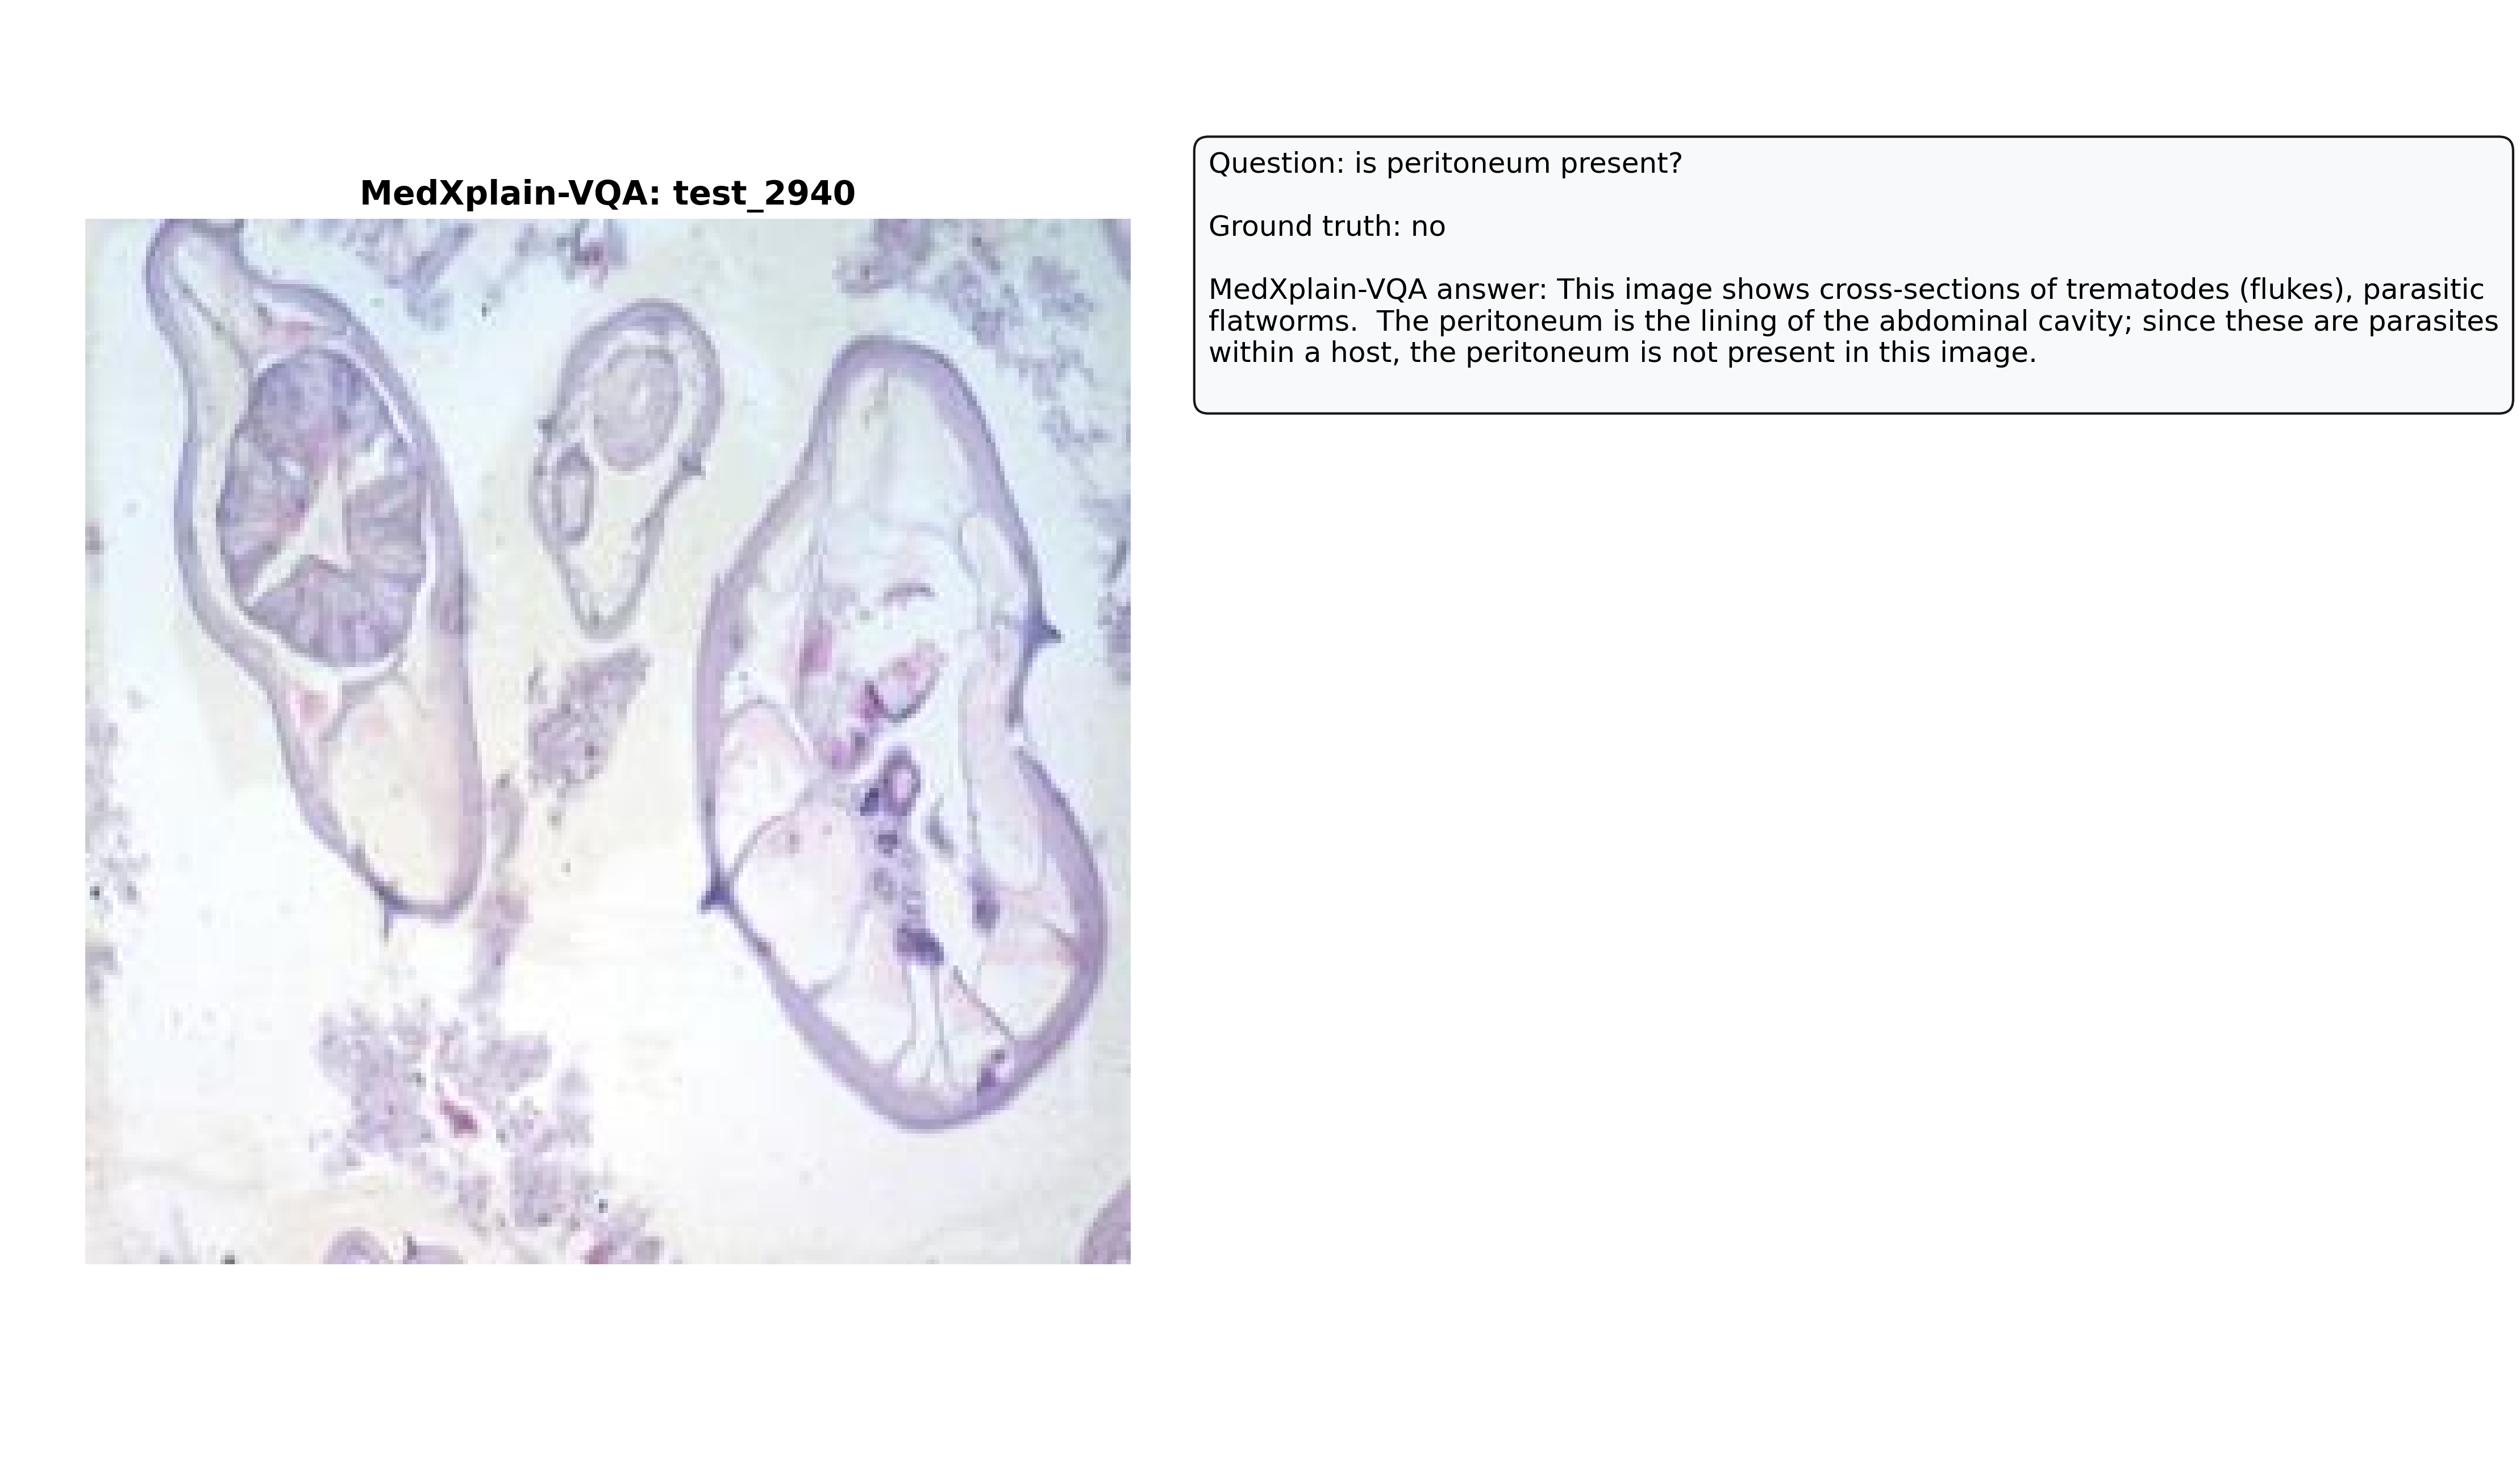 MedXplain-VQA: test_2940
Question: is peritoneum present?
Ground truth: no
MedXplain-VQA answer: This image shows cross-sections of trematodes (flukes), parasitic
flatworms.  The peritoneum is the lining of the abdominal cavity; since these are parasites
within a host, the peritoneum is not present in this image.